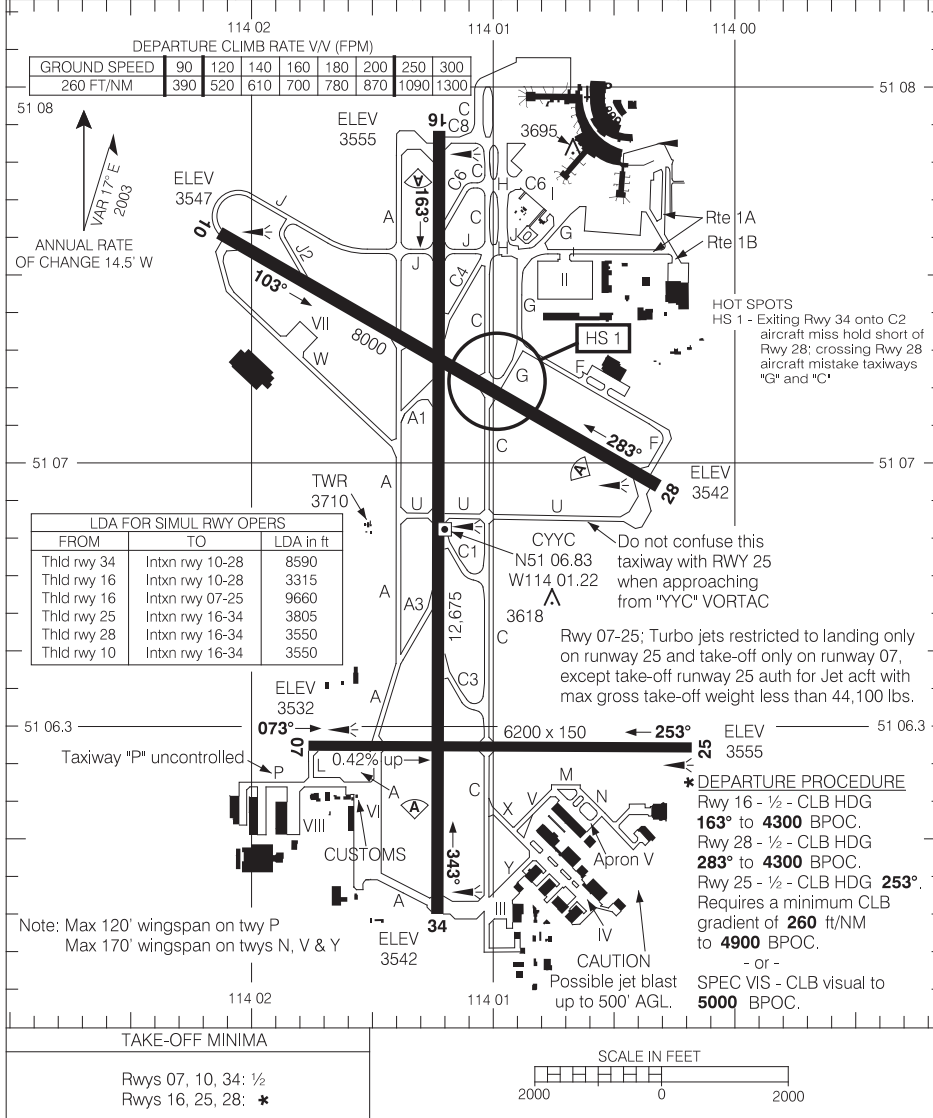 114 02 114 01 114 00
DEPARTURE CLIMB RATE V/V (FPM)
GROUND SPEED 90 120 140 160 180 200 250 300
260 FT/NM 390 520 610 700 780 870 1090 1300
51 08
51 08
VAR 17° E
2003
ANNUAL RATE
OF CHANGE 14.5' W
ELEV
3555
16
C
C8
3695
ELEV
3547
10
J
J2
A
A
163°
C6
C
C
H
C6
I
J
J
J
H
G
Rte 1A
Rte 1B
II
C4
G
C
103°
VII
W
8000
HS 1
HOT SPOTS
HS 1 - Exiting Rwy 34 onto C2
aircraft miss hold short of
Rwy 28; crossing Rwy 28
aircraft mistake taxiways
"G" and "C"
G
F
F
A1
C
283°
A
28
ELEV
3542
51 07
51 07
A
TWR
3710
U
U
U
C1
CYYC
N51 06.83
W114 01.22
3618
Do not confuse this
taxiway with RWY 25
when approaching
from "YYC" VORTAC
LDA FOR SIMUL RWY OPERS
FROM TO LDA in ft
Thld rwy 34 Intxn rwy 10-28 8590
Thld rwy 16 Intxn rwy 10-28 3315
Thld rwy 16 Intxn rwy 07-25 9660
Thld rwy 25 Intxn rwy 16-34 3805
Thld rwy 28 Intxn rwy 16-34 3550
Thld rwy 10 Intxn rwy 16-34 3550
A
A3
12,675
C
Rwy 07-25; Turbo jets restricted to landing only
on runway 25 and take-off only on runway 07,
except take-off runway 25 auth for Jet acft with
max gross take-off weight less than 44,100 lbs.
C3
A
ELEV
3532
51 06.3
51 06.3
073°
07
6200 x 150
253°
25
ELEV
3555
Taxiway "P" uncontrolled
P
L
0.42% up
A
A
VI
VIII
CUSTOMS
C
X
V
M
N
Y
Apron V
IV
III
343°
A
34
ELEV
3542
Note: Max 120' wingspan on twy P
Max 170' wingspan on twys N, V & Y
CAUTION
Possible jet blast
up to 500' AGL.
* DEPARTURE PROCEDURE
Rwy 16 - ½ - CLB HDG
163° to 4300 BPOC.
Rwy 28 - ½ - CLB HDG
283° to 4300 BPOC.
Rwy 25 - ½ - CLB HDG 253°.
Requires a minimum CLB
gradient of 260 ft/NM
to 4900 BPOC.
- or -
SPEC VIS - CLB visual to
5000 BPOC.
114 02 114 01
TAKE-OFF MINIMA
Rwys 07, 10, 34: ½
Rwys 16, 25, 28: *
SCALE IN FEET
2000 0 2000